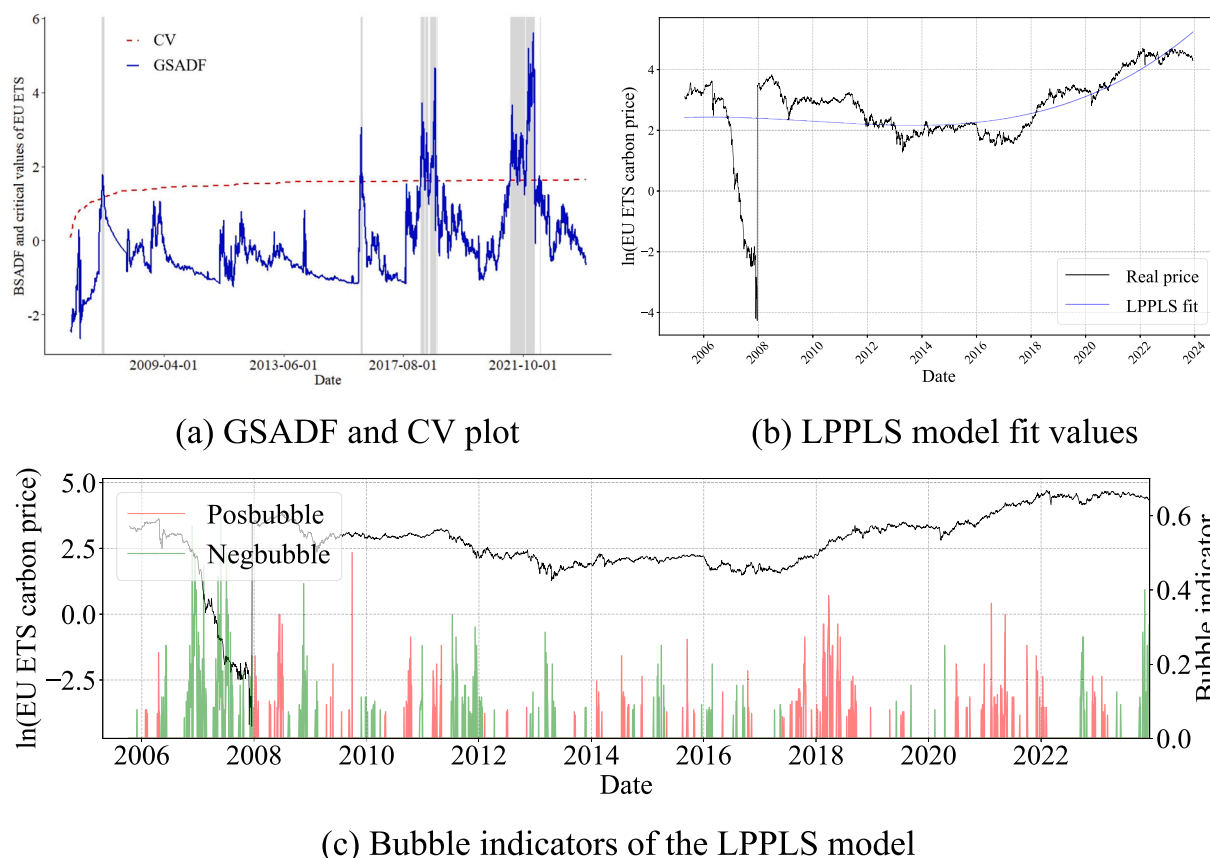 BSADF and critical values of EU ETS
6
4
2
0
−2
CV
GSADF
2009-04-01 2013-06-01 2017-08-01 2021-10-01
Date
(a) GSADF and CV plot
ln(EU ETS carbon price)
4
2
0
−2
−4
Real price
LPPLS fit
2006 2008 2010 2012 2014 2016 2018 2020 2022 2024
Date
(b) LPPLS model fit values
ln(EU ETS carbon price)
5.0
2.5
0.0
−2.5
Posbubble
Negbubble
0.6
0.4
0.2
0.0
Bubble indicator
2006 2008 2010 2012 2014 2016 2018 2020 2022
Date
(c) Bubble indicators of the LPPLS model